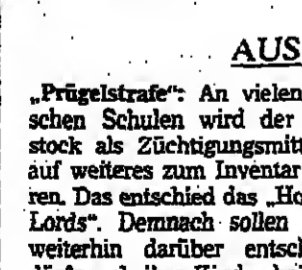 AUS
„Prügelstrafe“: An vielen
schen Schulen wird der
stock als Züchtigungsmitt
auf weiteres zum Inventar
ren. Das entschied das „Ho
Lords“. Demnach sollen
weiterhin darüber entsch